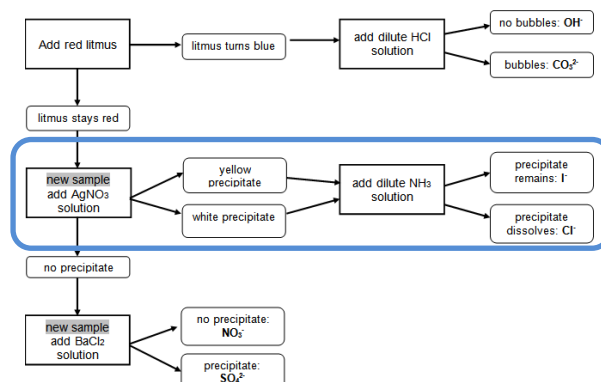 Add red litmus
litmus turns blue
add dilute HCl
solution
no bubbles: OH⁻
bubbles: CO₃²⁻
litmus stays red
new sample
add AgNO₃
solution
yellow
precipitate
white precipitate
add dilute NH₃
solution
precipitate
remains: I⁻
precipitate
dissolves: Cl⁻
no precipitate
new sample
add BaCl₂
solution
no precipitate:
NO₃⁻
precipitate:
SO₄²⁻